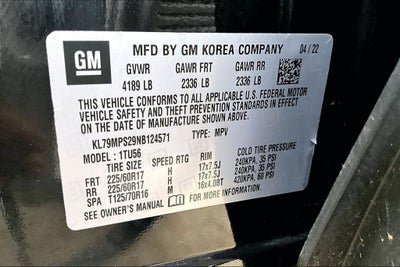 GM
MFD BY GM KOREA COMPANY 04 / 22
GVWR GAWR FRT GAWR RR
4189 LB 2336 LB 2336 LB
THIS VEHICLE CONFORMS TO ALL APPLICABLE U.S. FEDERAL MOTOR
VEHICLE SAFETY AND THEFT PREVENTION STANDARDS IN EFFECT ON
THE DATE OF MANUFACTURE SHOWN ABOVE.
KL79MPS29NB124571 TYPE: MPV
MODEL: 1TU56
TIRE SIZE SPEED RTG RIM COLD TIRE PRESSURE
FRT 225/60R17 H 17x7.5J 240KPA, 35 PSI
RR 225/60R17 H 17x7.5J 240KPA, 35 PSI
SPA T125/70R16 M 16x4.00T 420KPA, 60 PSI
SEE OWNER'S MANUAL FOR MORE INFORMATION.